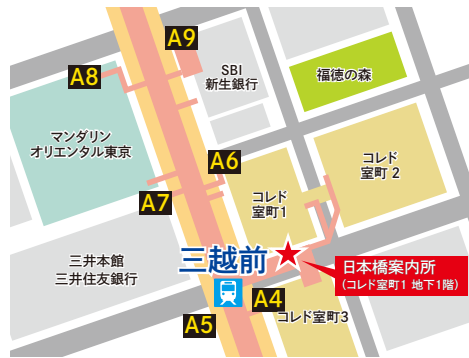 A9
A8
SBI
新生銀行
福徳の森
マンダリン
オリエンタル東京
A6
コレド
室町2
A7
コレド
室町1
三井本館
三井住友銀行
三越前
日本橋案内所
(コレド室町1 地下1階)
A4
A5
コレド室町3